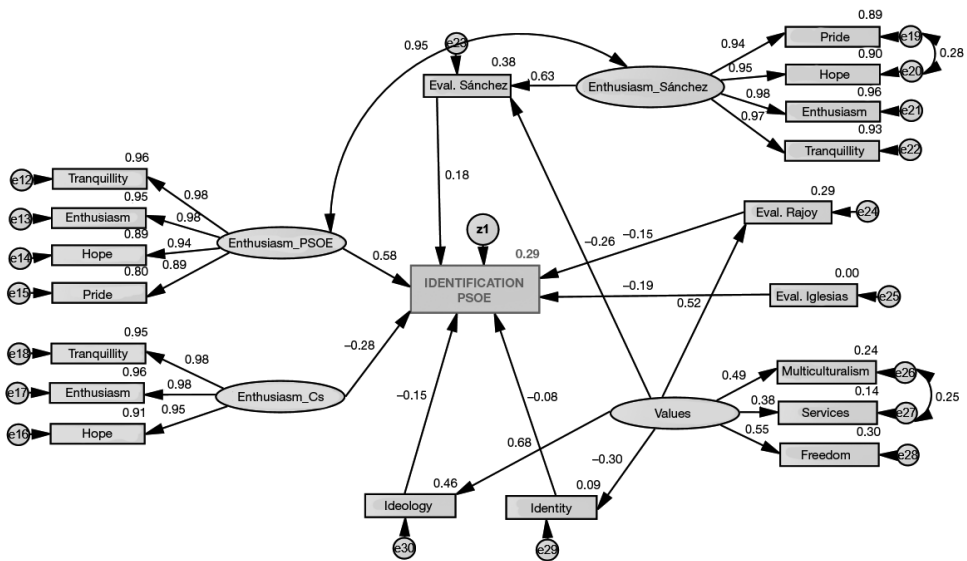 0.89
Pride
e19
0.94
0.28
0.90
Hope
e20
0.95
e23
0.95
0.38
Eval. Sánchez
0.63
Enthusiasm_Sánchez
0.96
Enthusiasm
e21
0.98
0.97
0.93
Tranquillity
e22
0.96
e12
Tranquillity
0.98
0.95
e13
Enthusiasm
0.98
0.89
e14
Hope
0.94
Enthusiasm_PSOE
0.80
0.89
e15
Pride
0.18
0.58
z1
0.29
IDENTIFICATION
PSOE
0.29
Eval. Rajoy
e24
−0.15
−0.26
0.00
Eval. Iglesias
e25
−0.19
0.52
0.95
e18
Tranquillity
0.98
0.96
e17
Enthusiasm
0.98
0.91
e16
Hope
0.95
Enthusiasm_Cs
−0.28
−0.15
−0.08
0.24
Multiculturalism
e26
0.49
0.25
0.14
Services
e27
0.38
Values
0.30
Freedom
e28
0.55
0.68
−0.30
0.46
Ideology
e30
0.09
Identity
e29